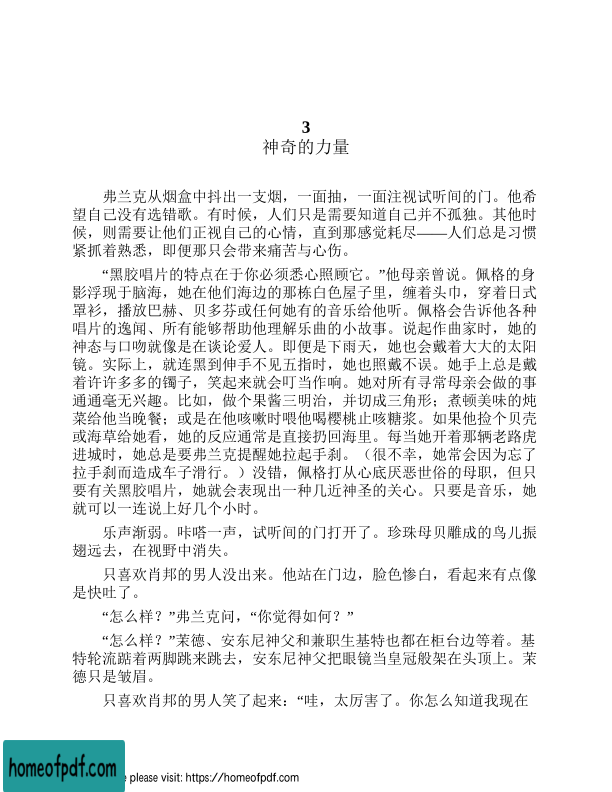 3
神奇的力量
弗兰克从烟盒中抖出一支烟，一面抽，一面注视试听间的门。他希
望自己没有选错歌。有时候，人们只是需要知道自己并不孤独。其他时
候，则需要让他们正视自己的心情，直到那感觉耗尽——人们总是习惯
紧抓着熟悉，即便那只会带来痛苦与心伤。
“黑胶唱片的特点在于你必须悉心照顾它。”他母亲曾说。佩格的身
影浮现于脑海，她在他们海边的那栋白色屋子里，缠着头巾，穿着日式
罩衫，播放巴赫、贝多芬或任何她有的音乐给他听。佩格会告诉他各种
唱片的逸闻、所有能够帮助他理解乐曲的小故事。说起作曲家时，她的
神态与口吻就像是在谈论爱人。即便是下雨天，她也会戴着大大的太阳
镜。实际上，就连黑到伸手不见五指时，她也照戴不误。她手上总是戴
着许许多多的镯子，笑起来就会叮当作响。她对所有寻常母亲会做的事
通通毫无兴趣。比如，做个果酱三明治，并切成三角形；煮顿美味的炖
菜给他当晚餐；或是在他咳嗽时喂他喝樱桃止咳糖浆。如果他捡个贝壳
或海草给她看，她的反应通常是直接扔回海里。每当她开着那辆老路虎
进城时，她总是要弗兰克提醒她拉起手刹。（很不幸，她常会因为忘了
拉手刹而造成车子滑行。）没错，佩格打从心底厌恶世俗的母职，但只
要有关黑胶唱片，她就会表现出一种几近神圣的关心。只要是音乐，她
就可以一连说上好几个小时。
乐声渐弱。咔嗒一声，试听间的门打开了。珍珠母贝雕成的鸟儿振
翅远去，在视野中消失。
只喜欢肖邦的男人没出来。他站在门边，脸色惨白，看起来有点像
是快吐了。
“怎么样？”弗兰克问，“你觉得如何？”
“怎么样？”茉德、安东尼神父和兼职生基特也都在柜台边等着。基
特轮流踮着两脚跳来跳去，安东尼神父把眼镜当皇冠般架在头顶上。茉
德只是皱眉。
只喜欢肖邦的男人笑了起来：“哇，太厉害了。你怎么知道我现在
homeofpdf.com
e please visit: https://homeofpdf.com